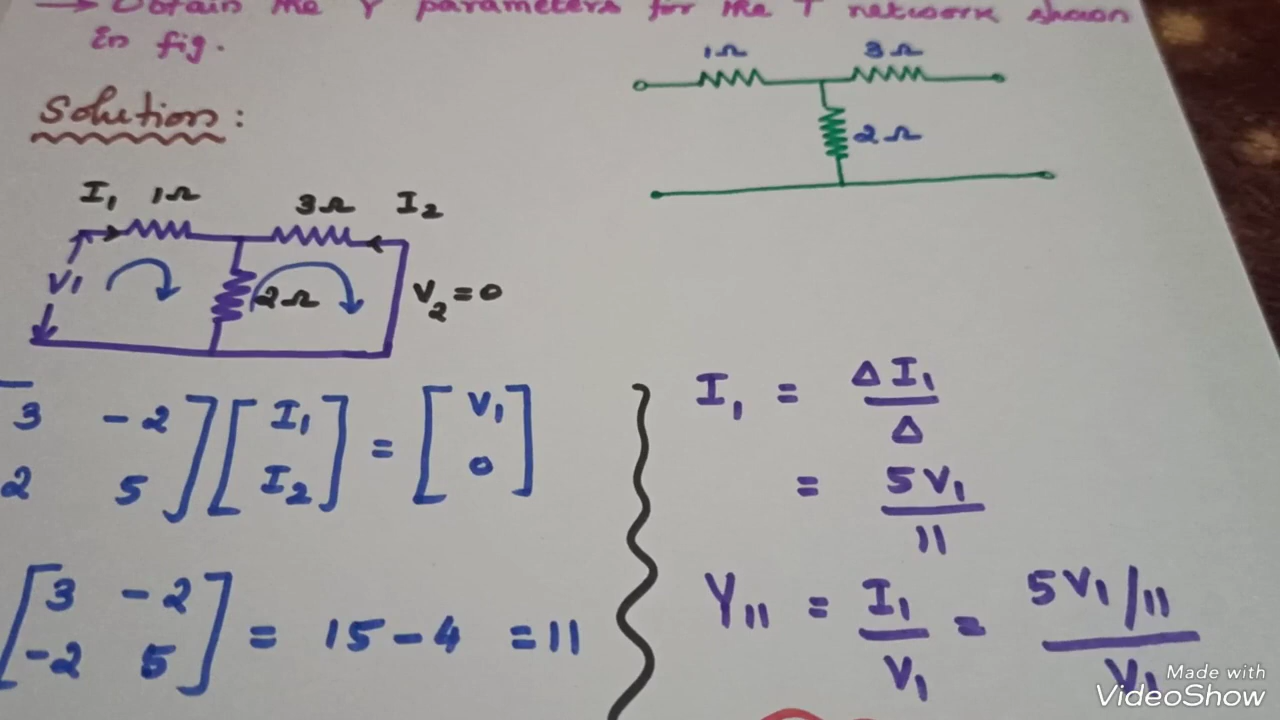 → Obtain the Y parameters for the T network shown
in fig.
1Ω 3Ω
2Ω
Solution:
I₁ 1Ω 3Ω I₂
V₁ 2Ω V₂ = 0
3 -2 I₁ = V₁
2 5 I₂ 0
3 -2 = 15-4 = 11
-2 5
I₁ = ΔI₁ / Δ
= 5V₁ / 11
Y₁₁ = I₁ / V₁ = 5V₁/11 / V₁
Made with
VideoShow